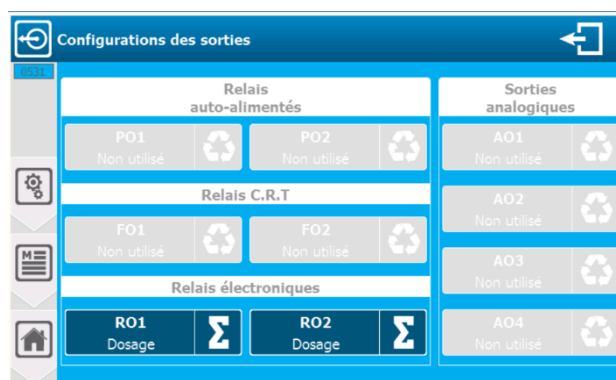 Configurations des sorties
0531
Relais
auto-alimentés
PO1
Non utilisé
PO2
Non utilisé
Relais C.R.T
FO1
Non utilisé
FO2
Non utilisé
Relais électroniques
RO1
Dosage
RO2
Dosage
Sorties
analogiques
AO1
Non utilisé
AO2
Non utilisé
AO3
Non utilisé
AO4
Non utilisé
M